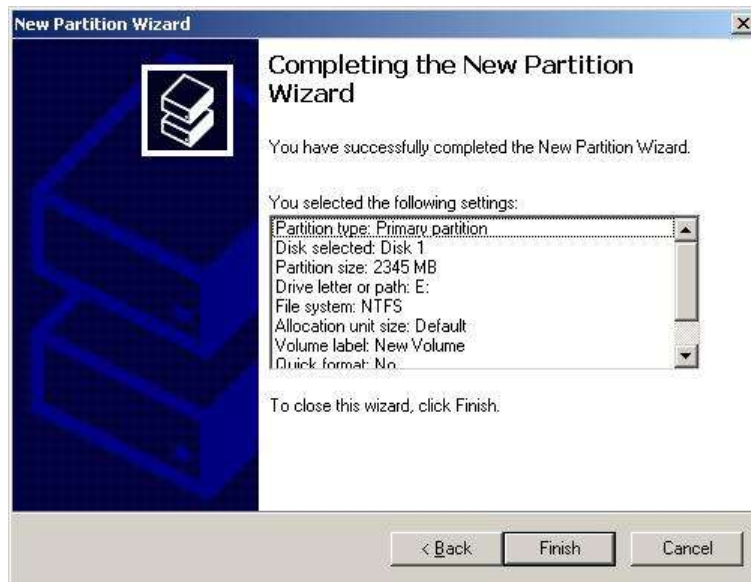 New Partition Wizard
Completing the New Partition
Wizard
You have successfully completed the New Partition Wizard.
You selected the following settings:
Partition type: Primary partition
Disk selected: Disk 1
Partition size: 2345 MB
Drive letter or path: E:
File system: NTFS
Allocation unit size: Default
Volume label: New Volume
Quick format: No
To close this wizard, click Finish.
< Back
Finish
Cancel